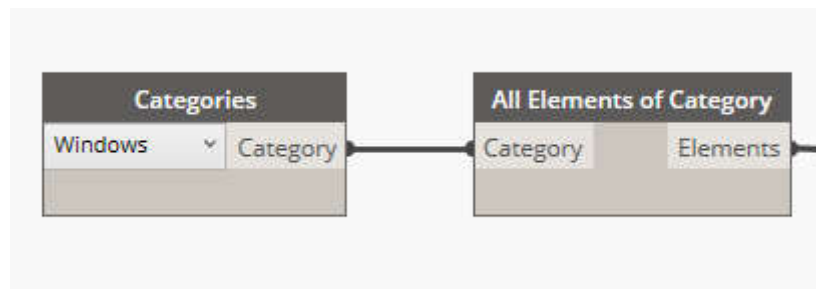 Categories
Windows Category
All Elements of Category
Category Elements